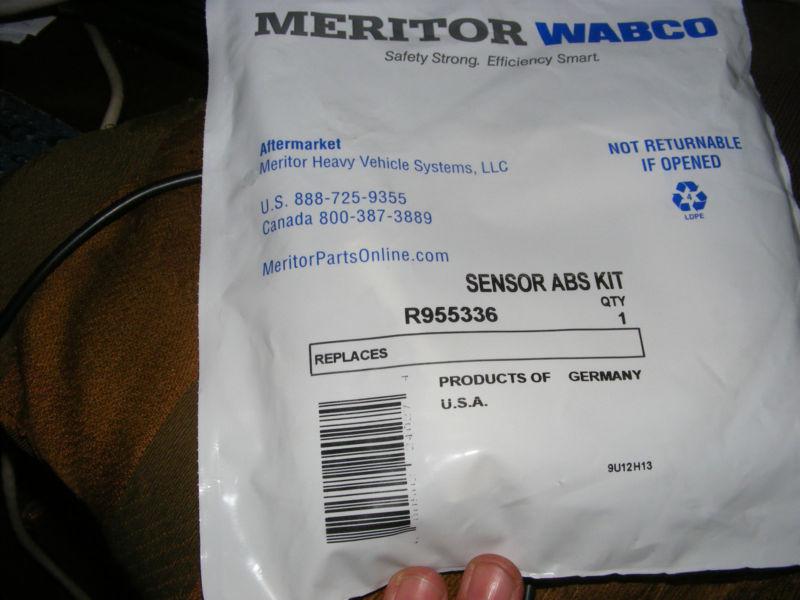 MERITOR WABCO
Safety Strong. Efficiency Smart.
Aftermarket
Meritor Heavy Vehicle Systems, LLC
U.S. 888-725-9355
Canada 800-387-3889
MeritorPartsOnline.com
NOT RETURNABLE
IF OPENED
4
LDPE
SENSOR ABS KIT
R955336
QTY
1
REPLACES
PRODUCTS OF GERMANY
U.S.A.
9U12H13